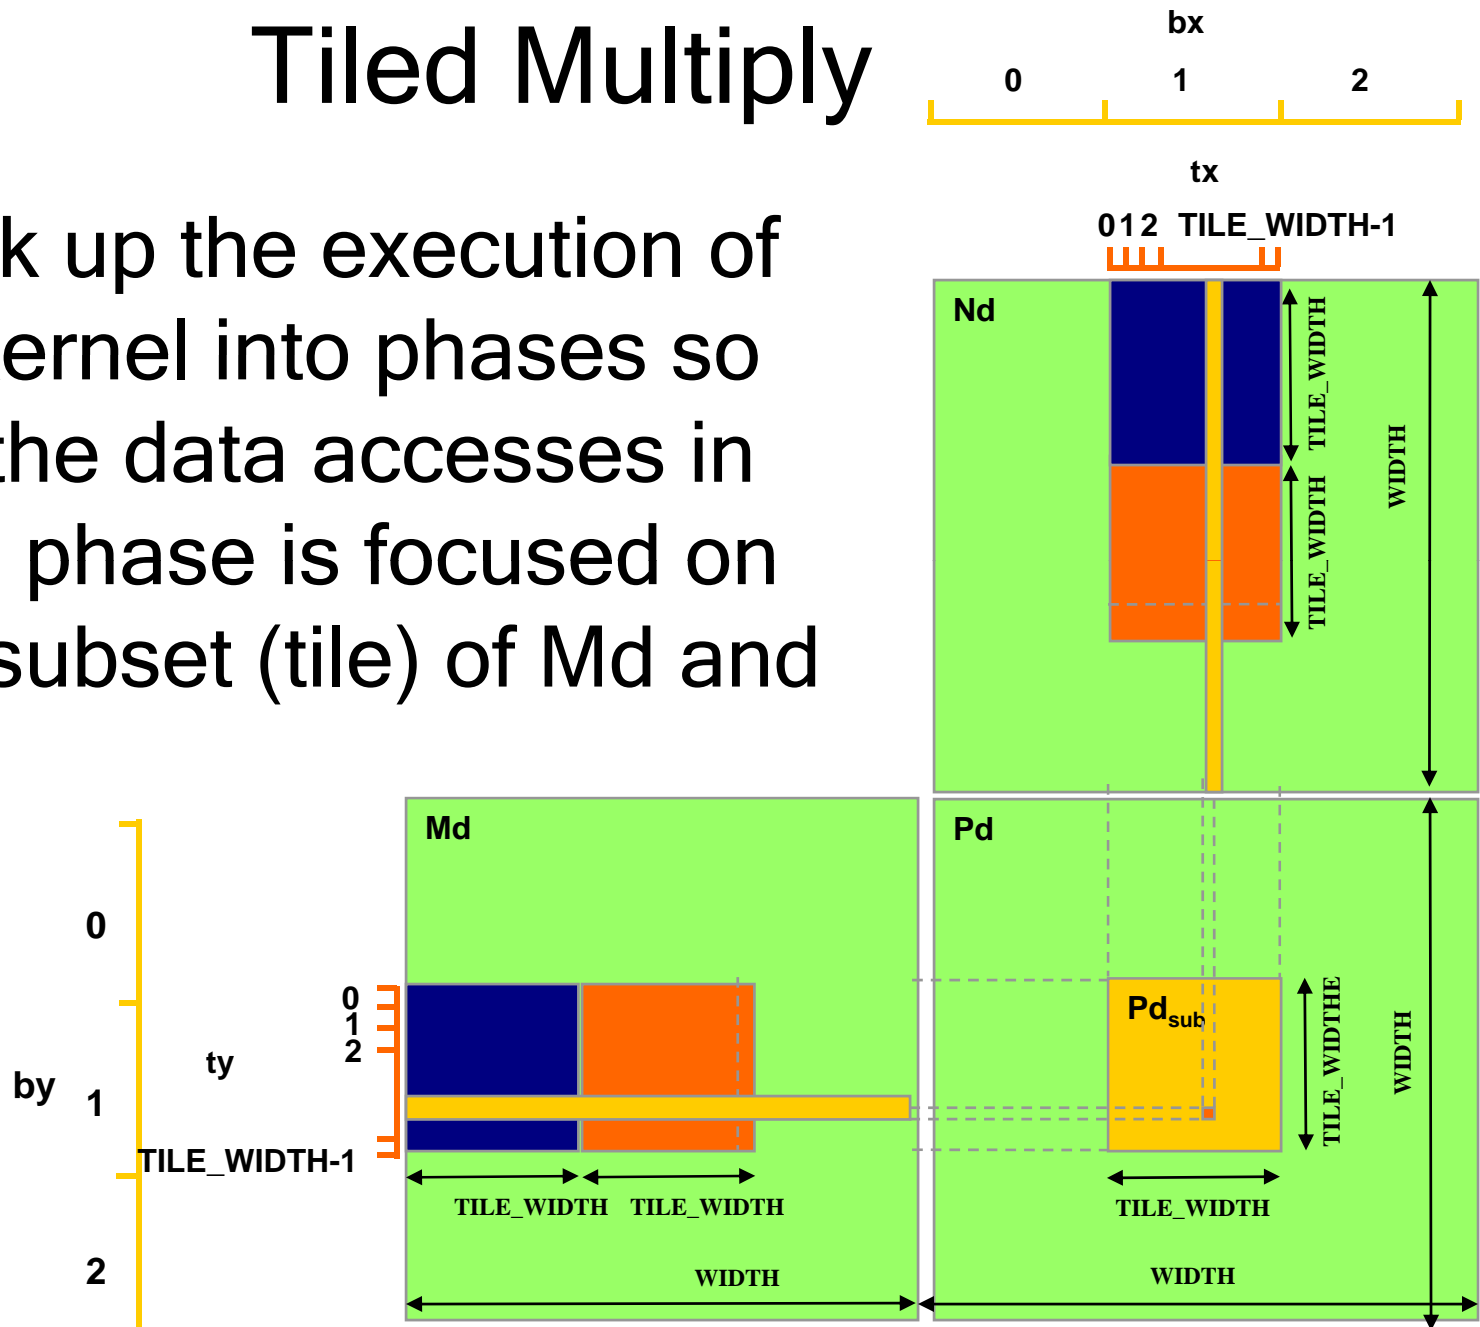 Tiled Multiply
k up the execution of
ernel into phases so
the data accesses in
phase is focused on
subset (tile) of Md and
bx
0 1 2
tx
0 1 2 TILE_WIDTH-1
Nd
TILE_WIDTH
TILE_WIDTH
WIDTH
Md
Pd
by
0
1
2
ty
0
1
2
TILE_WIDTH-1
TILE_WIDTH TILE_WIDTH
WIDTH
Pdsub
TILE_WIDTHE
WIDTH
TILE_WIDTH
WIDTH